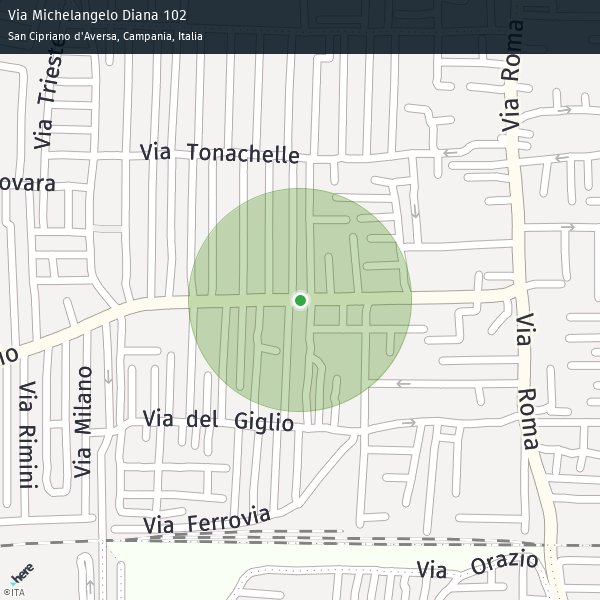 Via Michelangelo Diana 102
San Cipriano d'Aversa, Campania, Italia
Via Trieste
Via Roma
Via Tonachelle
ovara
Via Roma
no
Via Rimini
Via Milano
Via del Giglio
Via Ferrovia
Via Orazio
here
©ITA